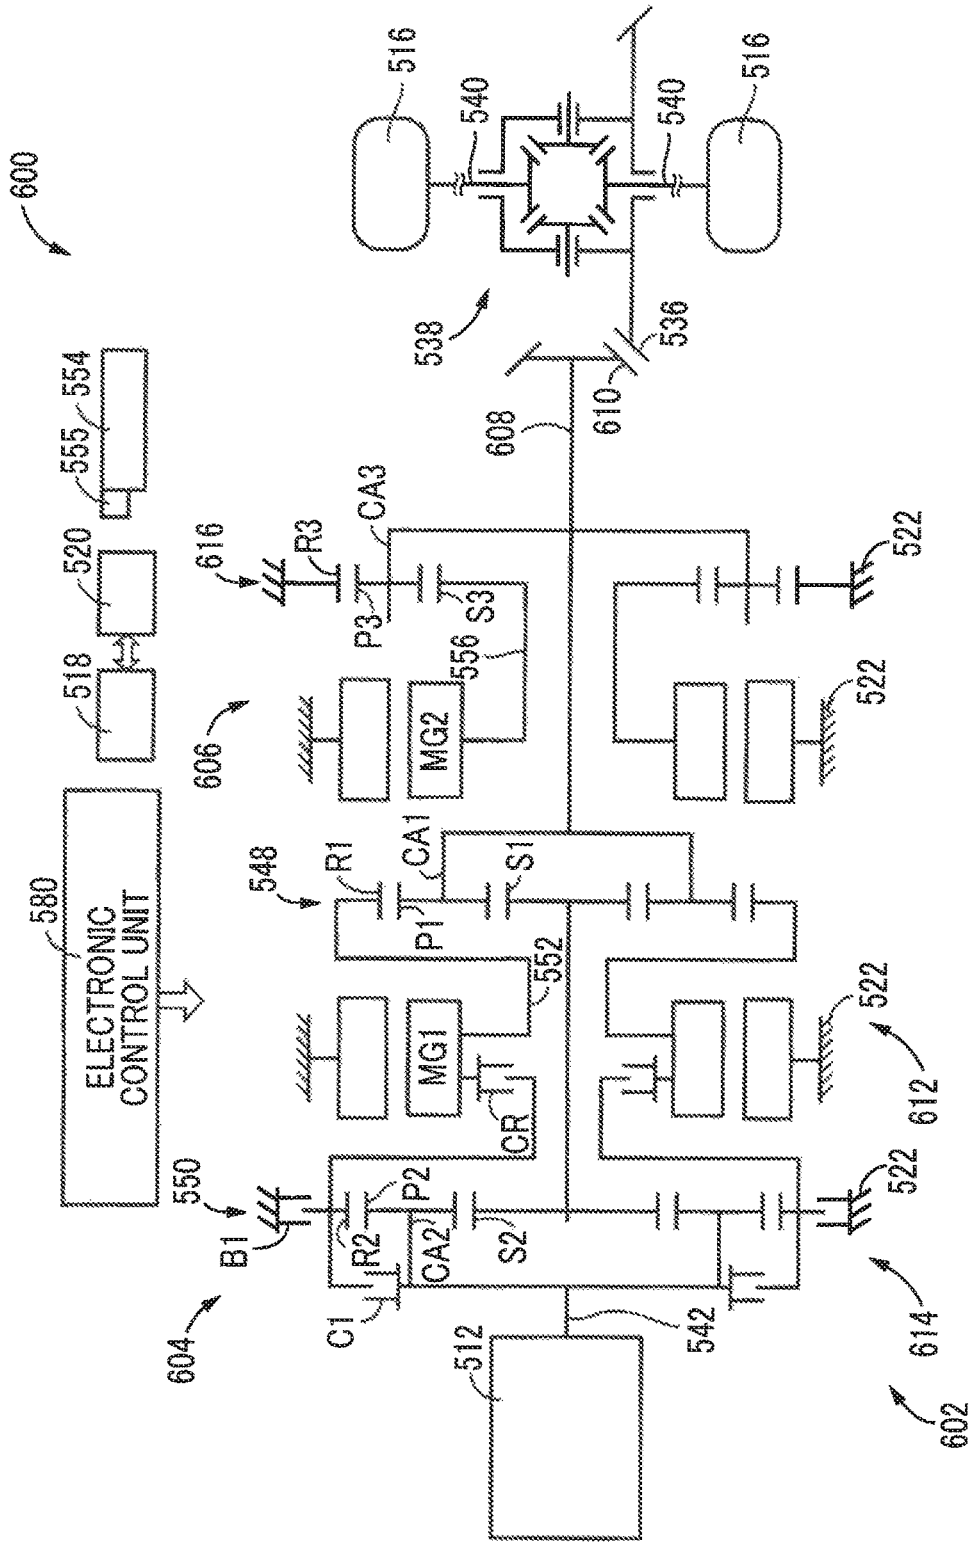 600
580
ELECTRONIC
CONTROL UNIT
518
520
555
554
604
550
B1
R2
P2
CA2
S2
C1
CR
MG1
552
548
R1
P1
CA1
S1
606
MG2
556
616
R3
P3
CA3
S3
608
610
536
538
540
516
540
516
512
542
522
522
522
522
602
614
612